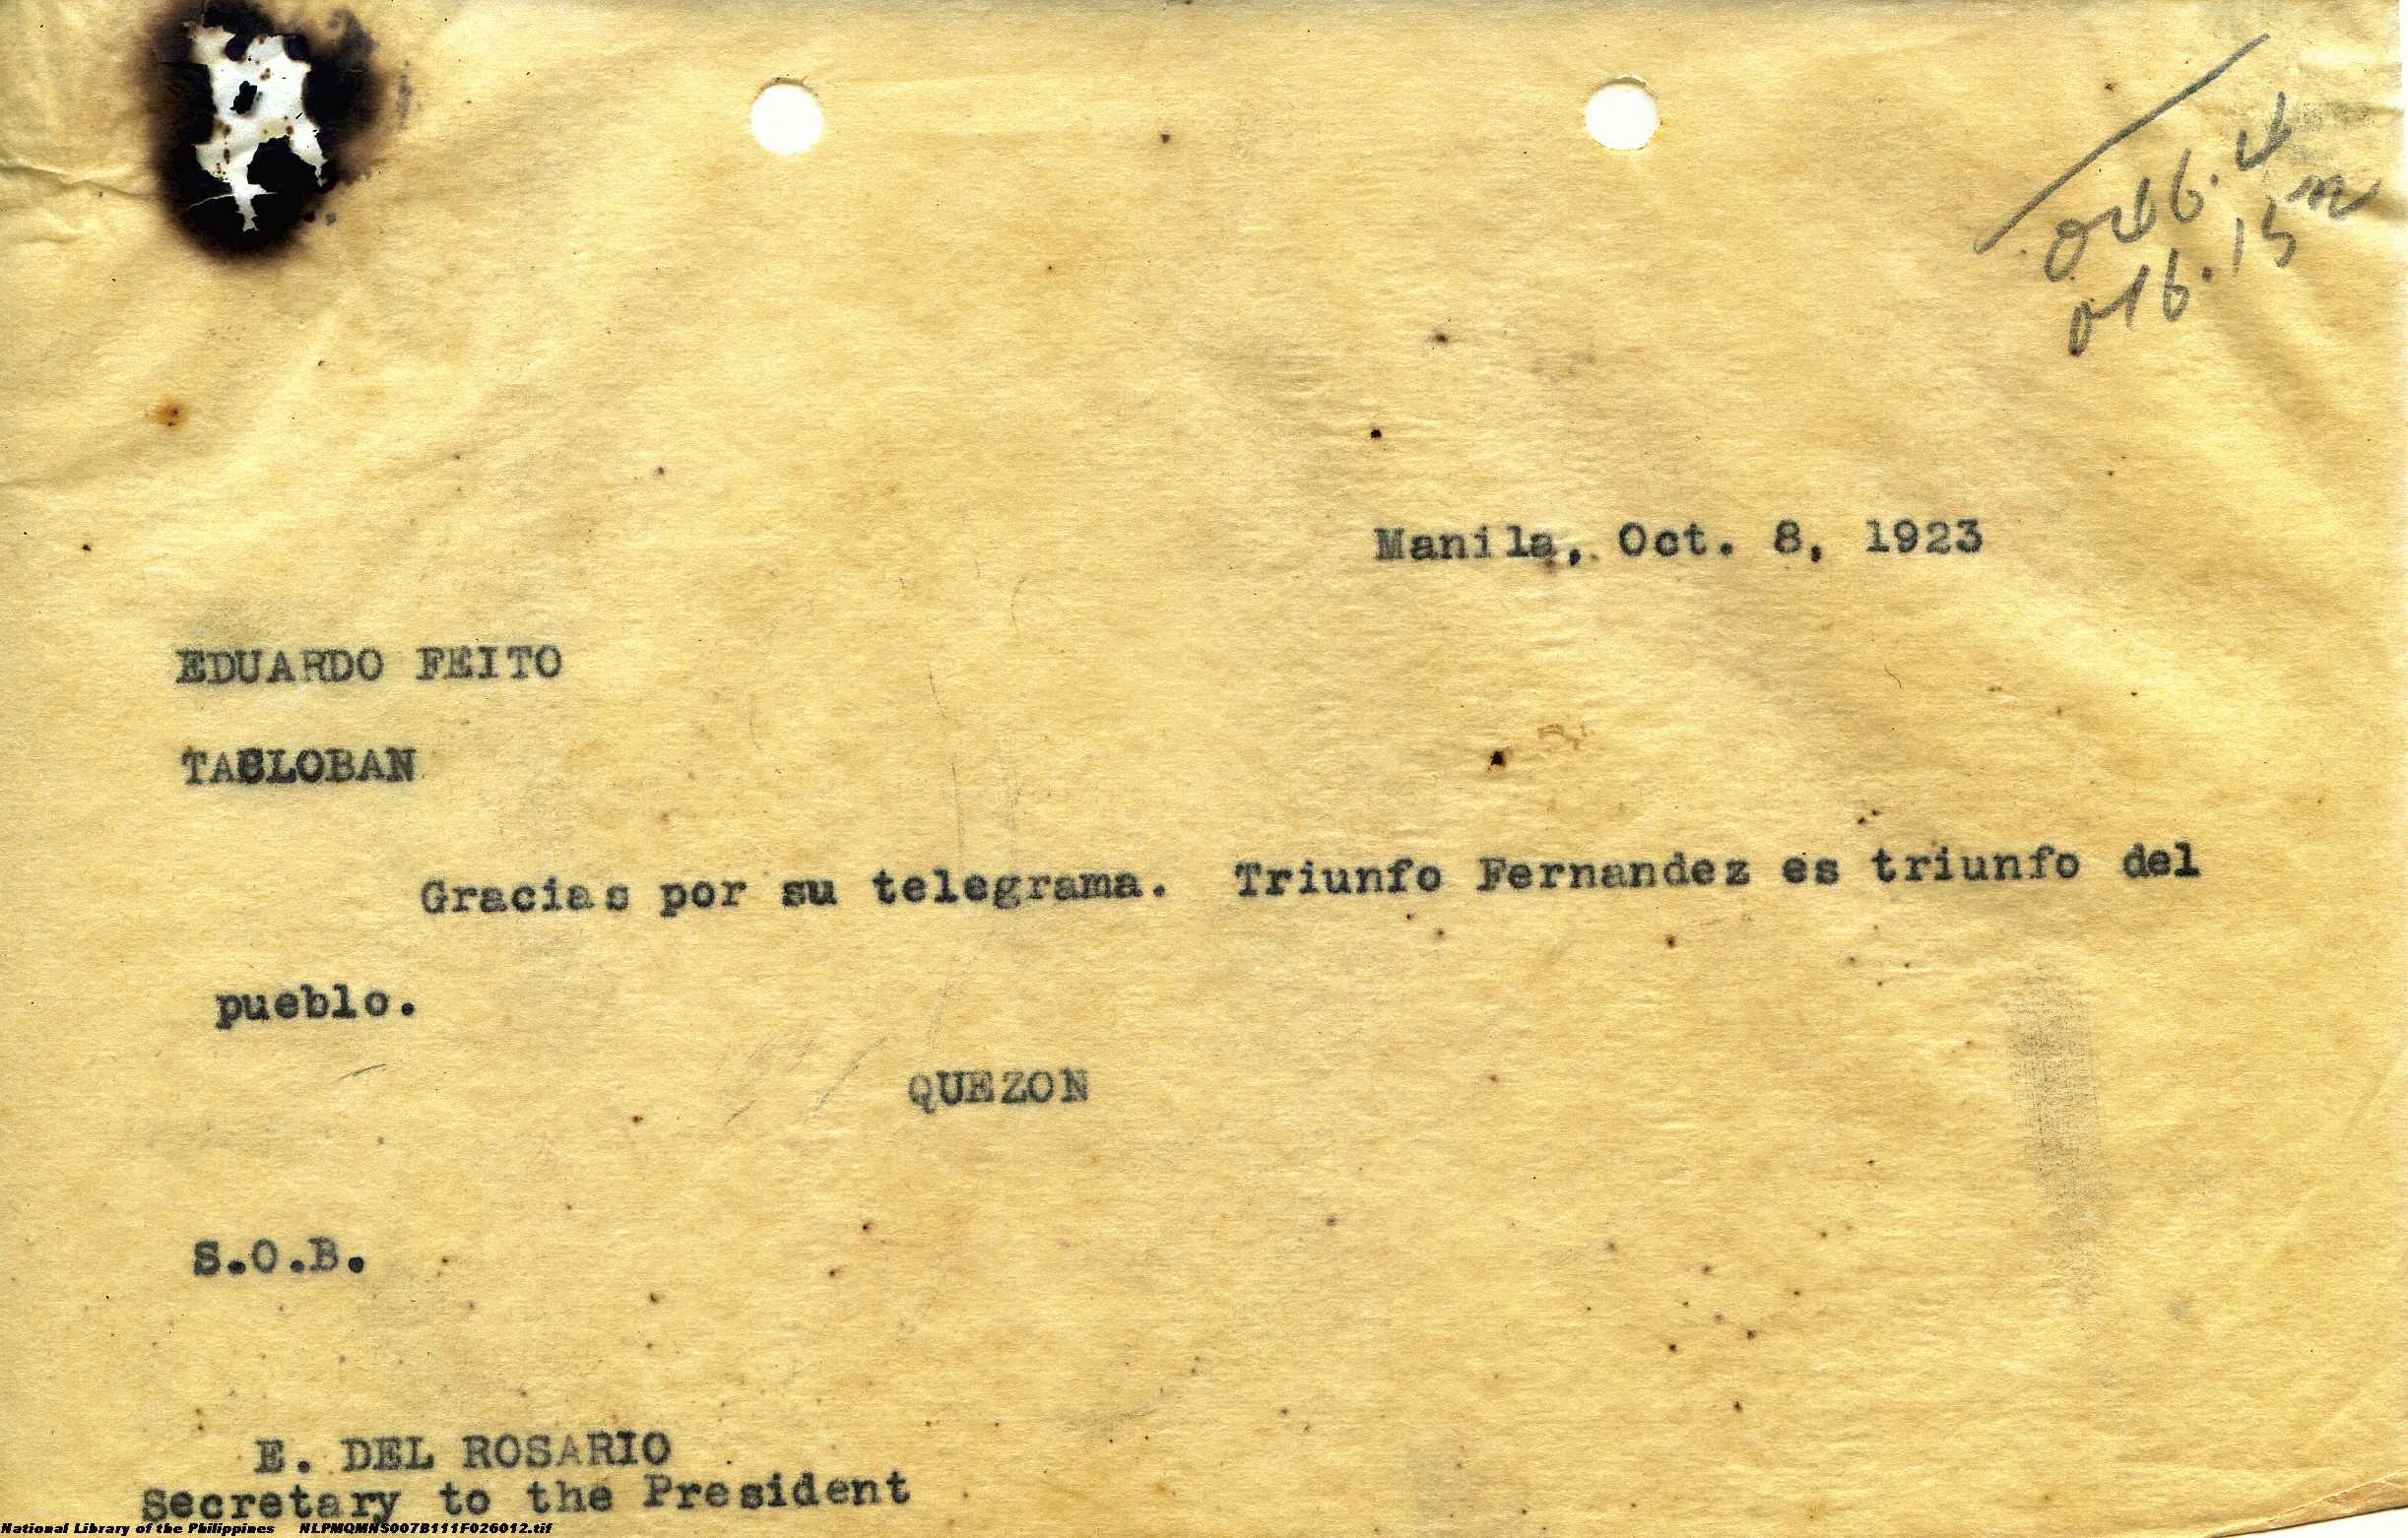 Manila, Oct. 8, 1923
EDUARDO FEITO
TACLOBAN
Gracias por su telegrama. Triunfo Fernandez es triunfo del
pueblo.
QUEZON
S.O.B.
E. DEL ROSARIO
Secretary to the President
National Library of the Philippines NLPMQMNS007B111F026012.tif